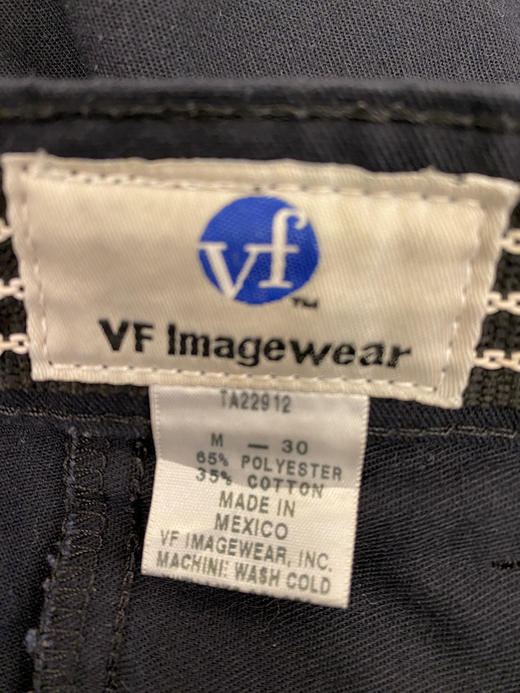 vf
TM
VF Imagewear
TA22912
M — 30
65% POLYESTER
35% COTTON
MADE IN
MEXICO
VF IMAGEWEAR, INC.
MACHINE WASH COLD